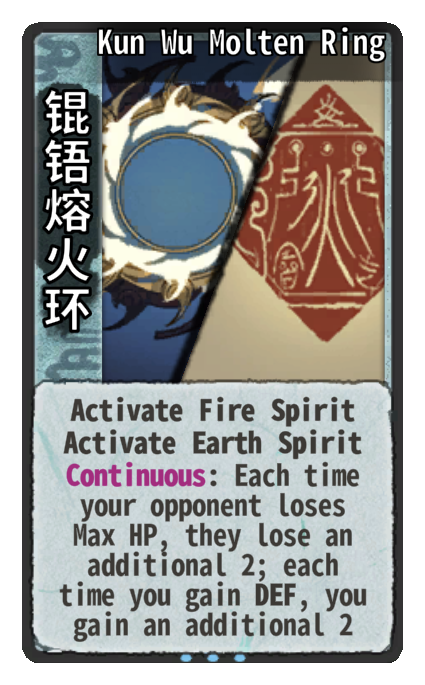 Kun Wu Molten Ring
锟铻熔火环
Activate Fire Spirit
Activate Earth Spirit
Continuous: Each time
your opponent loses
Max HP, they lose an
additional 2; each
time you gain DEF, you
gain an additional 2